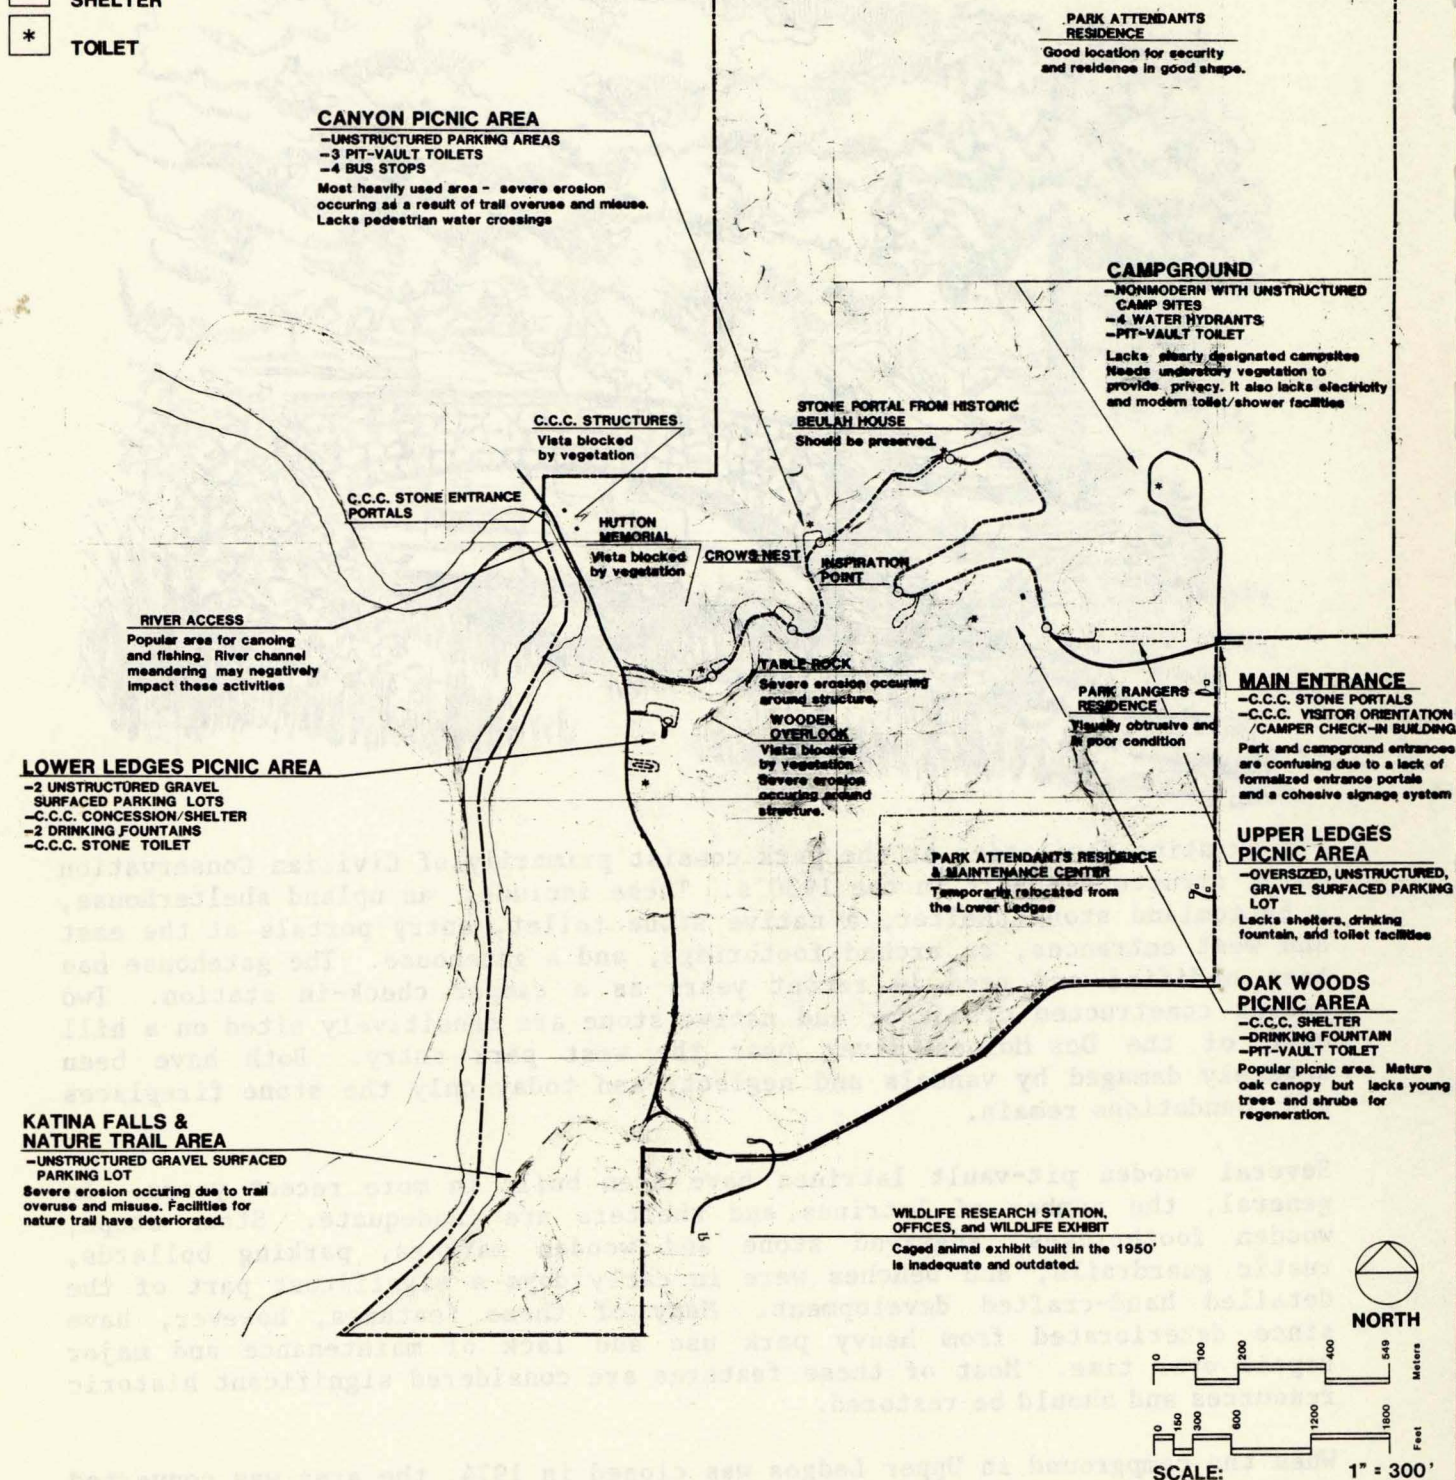 SHELTER
* TOILET
PARK ATTENDANTS
RESIDENCE
Good location for security
and residence in good shape.
CANYON PICNIC AREA
-UNSTRUCTURED PARKING AREAS
-3 PIT-VAULT TOILETS
-4 BUS STOPS
Most heavily used area - severe erosion
occuring as a result of trail overuse and misuse.
Lacks pedestrian water crossings
CAMPGROUND
-NONMODERN WITH UNSTRUCTURED
CAMP SITES
-4 WATER HYDRANTS
-PIT-VAULT TOILET
Lacks clearly designated campsites
Needs understory vegetation to
provide privacy. It also lacks electricity
and modern toilet/shower facilities
C.C.C. STRUCTURES
Vista blocked
by vegetation
STONE PORTAL FROM HISTORIC
BEULAH HOUSE
Should be preserved.
C.C.C. STONE ENTRANCE
PORTALS
HUTTON
MEMORIAL
Vista blocked
by vegetation
CROWS NEST
INSPIRATION
POINT
RIVER ACCESS
Popular area for canoing
and fishing. River channel
meandering may negatively
impact these activities
TABLE ROCK
Severe erosion occuring
around structure.
WOODEN
OVERLOOK
Vista blocked
by vegetation
Severe erosion
occuring around
structure.
PARK RANGERS
RESIDENCE
Visually obtrusive and
in poor condition
MAIN ENTRANCE
-C.C.C. STONE PORTALS
-C.C.C. VISITOR ORIENTATION
/CAMPER CHECK-IN BUILDING
Park and campground entrances
are confusing due to a lack of
formalized entrance portals
and a cohesive signage system
LOWER LEDGES PICNIC AREA
-2 UNSTRUCTURED GRAVEL
SURFACED PARKING LOTS
-C.C.C. CONCESSION/SHELTER
-2 DRINKING FOUNTAINS
-C.C.C. STONE TOILET
UPPER LEDGES
PICNIC AREA
-OVERSIZED, UNSTRUCTURED,
GRAVEL SURFACED PARKING
LOT
Lacks shelters, drinking
fountain, and toilet facilities
PARK ATTENDANTS RESIDENCE
& MAINTENANCE CENTER
Temporarily relocated from
the Lower Ledges
OAK WOODS
PICNIC AREA
-C.C.C. SHELTER
-DRINKING FOUNTAIN
-PIT-VAULT TOILET
Popular picnic area. Mature
oak canopy but lacks young
trees and shrubs for
regeneration.
KATINA FALLS &
NATURE TRAIL AREA
-UNSTRUCTURED GRAVEL SURFACED
PARKING LOT
Severe erosion occuring due to trail
overuse and misuse. Facilities for
nature trail have deteriorated.
WILDLIFE RESEARCH STATION,
OFFICES, and WILDLIFE EXHIBIT
Caged animal exhibit built in the 1950'
is inadequate and outdated.
NORTH
0 100 200 400 549 Meters
0 150 300 600 1200 1800 Feet
SCALE: 1" = 300'